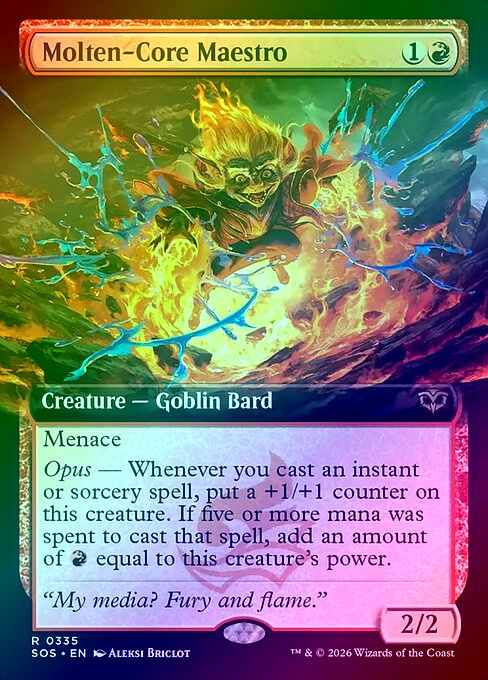 Molten-Core Maestro 1
Creature — Goblin Bard
Menace
Opus — Whenever you cast an instant
or sorcery spell, put a +1/+1 counter on
this creature. If five or more mana was
spent to cast that spell, add an amount
of equal to this creature's power.
“My media? Fury and flame.”
2/2
R 0335
SOS • EN Aleksi Briclot
™ & © 2026 Wizards of the Coast